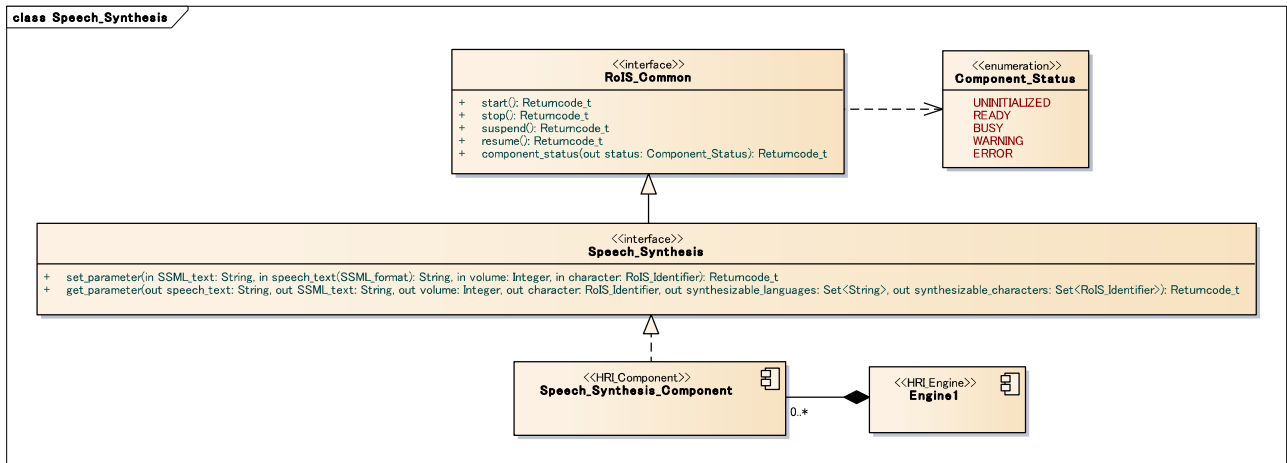 class Speech_Synthesis
<<interface>>
RoIS_Common
+ start(): Returncode_t
+ stop(): Returncode_t
+ suspend(): Returncode_t
+ resume(): Returncode_t
+ component_status(out status: Component_Status): Returncode_t
<<enumeration>>
Component_Status
UNINITIALIZED
READY
BUSY
WARNING
ERROR
<<interface>>
Speech_Synthesis
+ set_parameter(in SSML_text: String, in speech_text(SSML_format): String, in volume: Integer, in character: RoIS_Identifier): Returncode_t
+ get_parameter(out speech_text: String, out SSML_text: String, out volume: Integer, out character: RoIS_Identifier, out synthesizable_languages: Set<String>, out synthesizable_characters: Set<RoIS_Identifier>): Returncode_t
<<HRI_Component>>
Speech_Synthesis_Component
0..*
<<HRI_Engine>>
Engine1